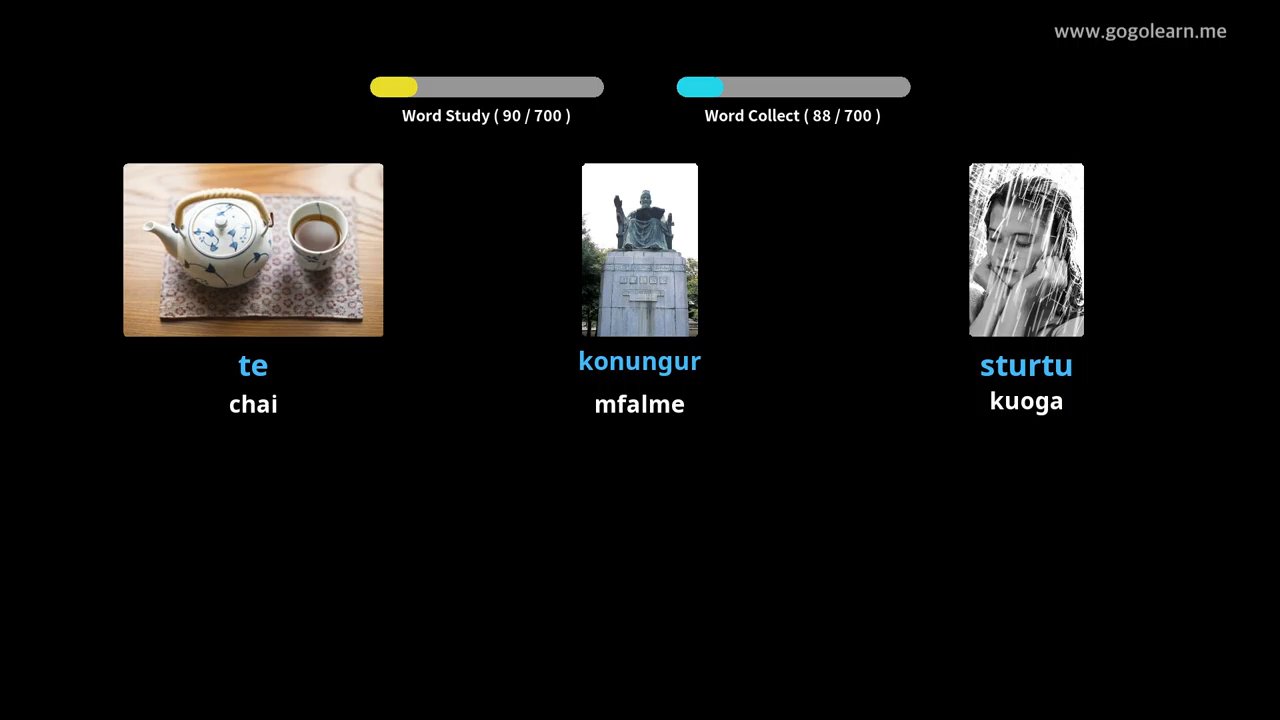 www.gogolearn.me
Word Study ( 90 / 700 )
Word Collect ( 88 / 700 )
te
konungur
sturtu
chai
mfalme
kuoga